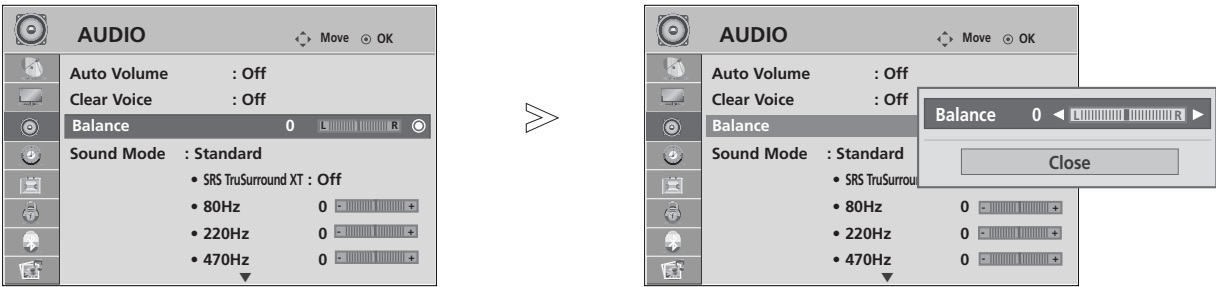 AUDIO Move OK
Auto Volume : Off
Clear Voice : Off
Balance 0 L R
Sound Mode : Standard
• SRS TruSurround XT : Off
• 80Hz 0 - +
• 220Hz 0 - +
• 470Hz 0 - +
AUDIO Move OK
Auto Volume : Off
Clear Voice : Off
Balance
Sound Mode : Standard
• SRS TruSurrou
• 80Hz 0 - +
• 220Hz 0 - +
• 470Hz 0 - +
Balance 0 L R
Close